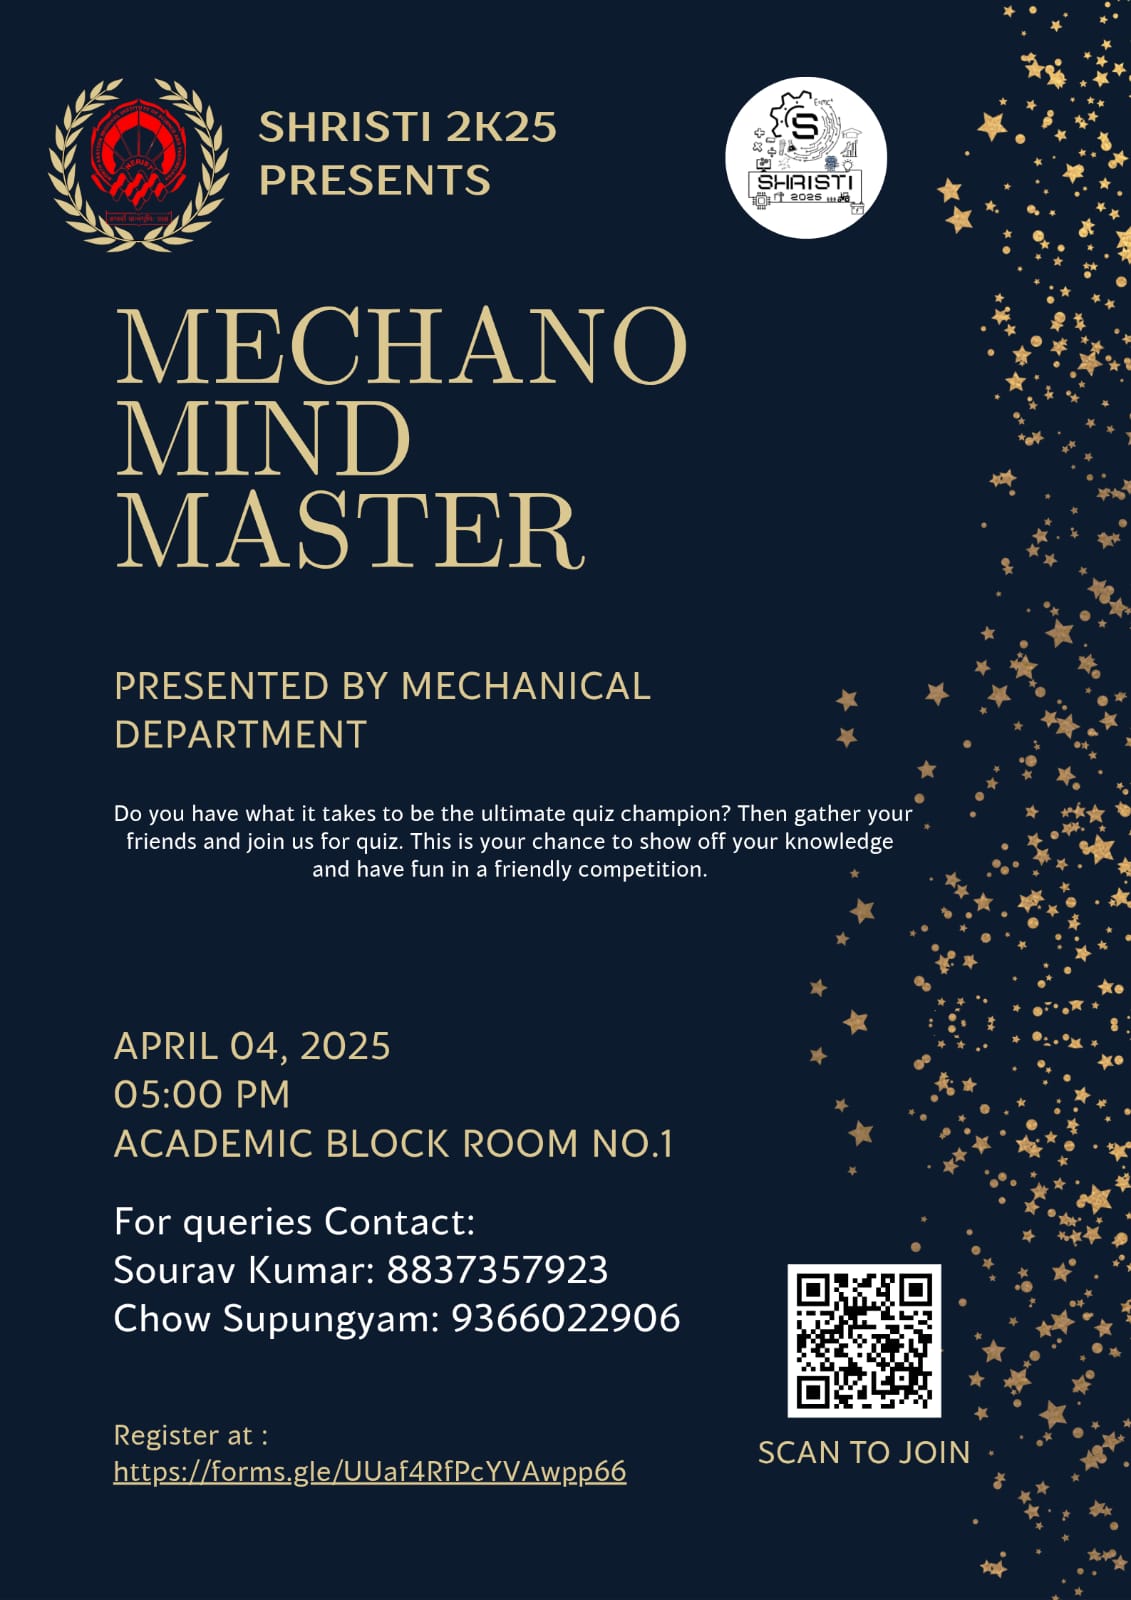 SHRISTI 2K25
PRESENTS
NERIST
E=MC²
S
SHRISTI
2025
MECHANO
MIND
MASTER
PRESENTED BY MECHANICAL
DEPARTMENT
Do you have what it takes to be the ultimate quiz champion? Then gather your
friends and join us for quiz. This is your chance to show off your knowledge
and have fun in a friendly competition.
APRIL 04, 2025
05:00 PM
ACADEMIC BLOCK ROOM NO.1
For queries Contact:
Sourav Kumar: 8837357923
Chow Supungyam: 9366022906
Register at :
https://forms.gle/UUaf4RfPcYVAwpp66
SCAN TO JOIN